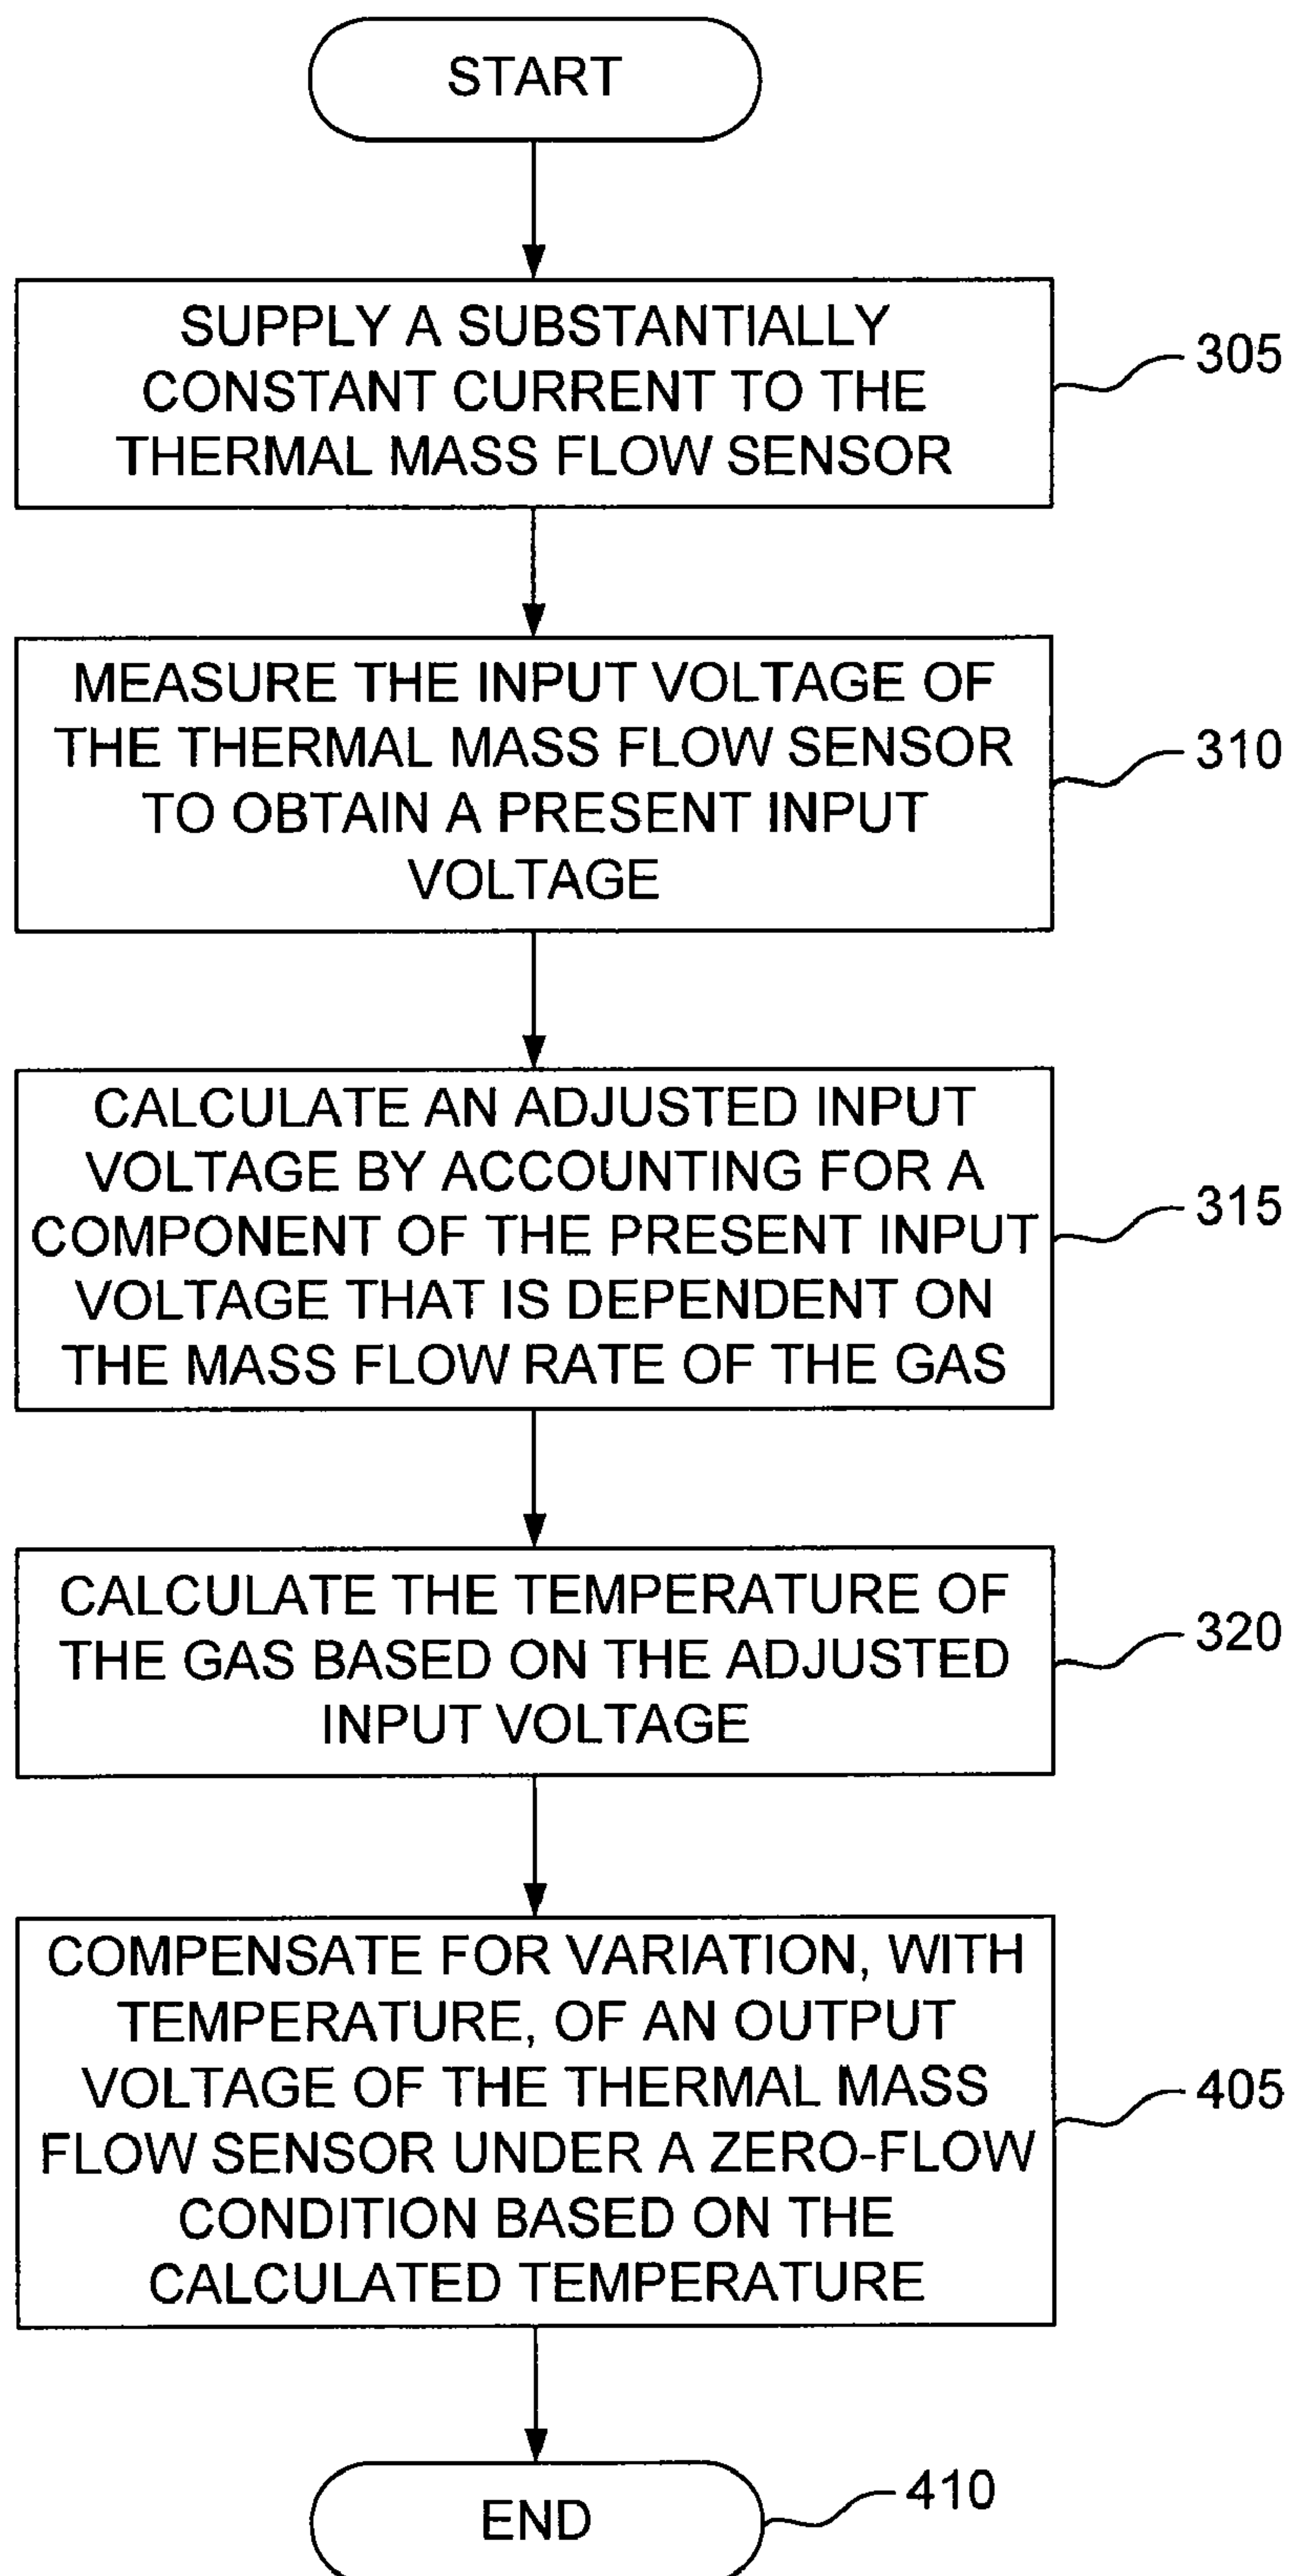 START
SUPPLY A SUBSTANTIALLY
CONSTANT CURRENT TO THE
THERMAL MASS FLOW SENSOR
305
MEASURE THE INPUT VOLTAGE OF
THE THERMAL MASS FLOW SENSOR
TO OBTAIN A PRESENT INPUT
VOLTAGE
310
CALCULATE AN ADJUSTED INPUT
VOLTAGE BY ACCOUNTING FOR A
COMPONENT OF THE PRESENT INPUT
VOLTAGE THAT IS DEPENDENT ON
THE MASS FLOW RATE OF THE GAS
315
CALCULATE THE TEMPERATURE OF
THE GAS BASED ON THE ADJUSTED
INPUT VOLTAGE
320
COMPENSATE FOR VARIATION, WITH
TEMPERATURE, OF AN OUTPUT
VOLTAGE OF THE THERMAL MASS
FLOW SENSOR UNDER A ZERO-FLOW
CONDITION BASED ON THE
CALCULATED TEMPERATURE
405
END
410